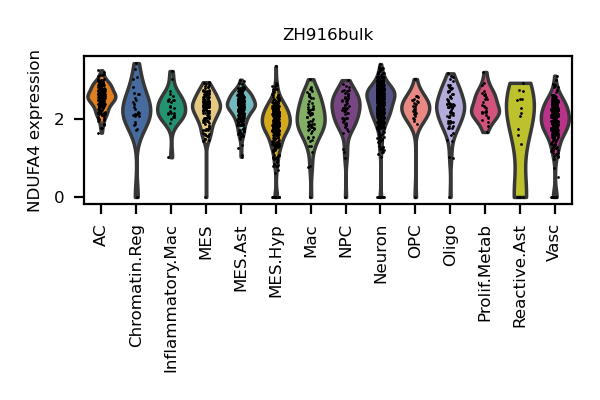 ZH916bulk
NDUFA4 expression
2
0
AC
Chromatin.Reg
Inflammatory.Mac
MES
MES.Ast
MES.Hyp
Mac
NPC
Neuron
OPC
Oligo
Prolif.Metab
Reactive.Ast
Vasc